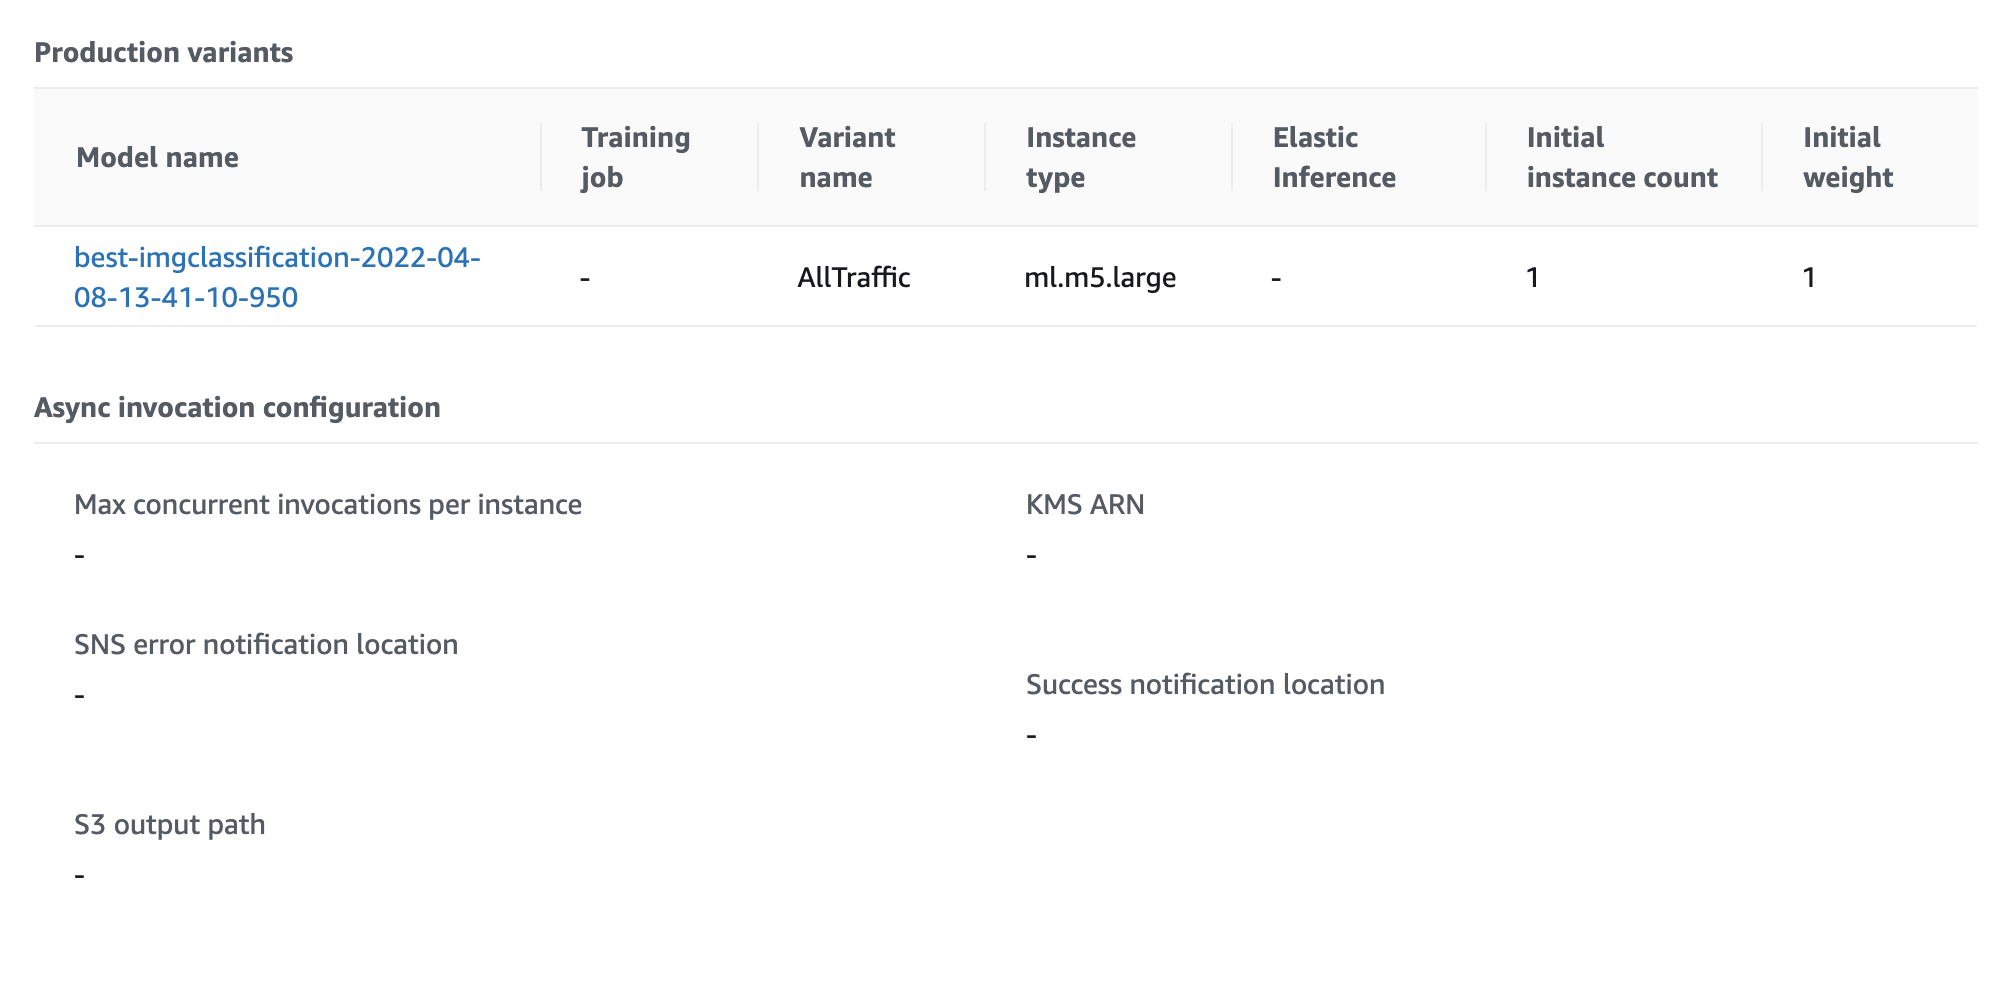 Production variants
Model name
Training
job
Variant
name
Instance
type
Elastic
Inference
Initial
instance count
Initial
weight
best-imgclassification-2022-04-
08-13-41-10-950
-
AllTraffic
ml.m5.large
-
1
1
Async invocation configuration
Max concurrent invocations per instance
-
KMS ARN
-
SNS error notification location
-
Success notification location
-
S3 output path
-